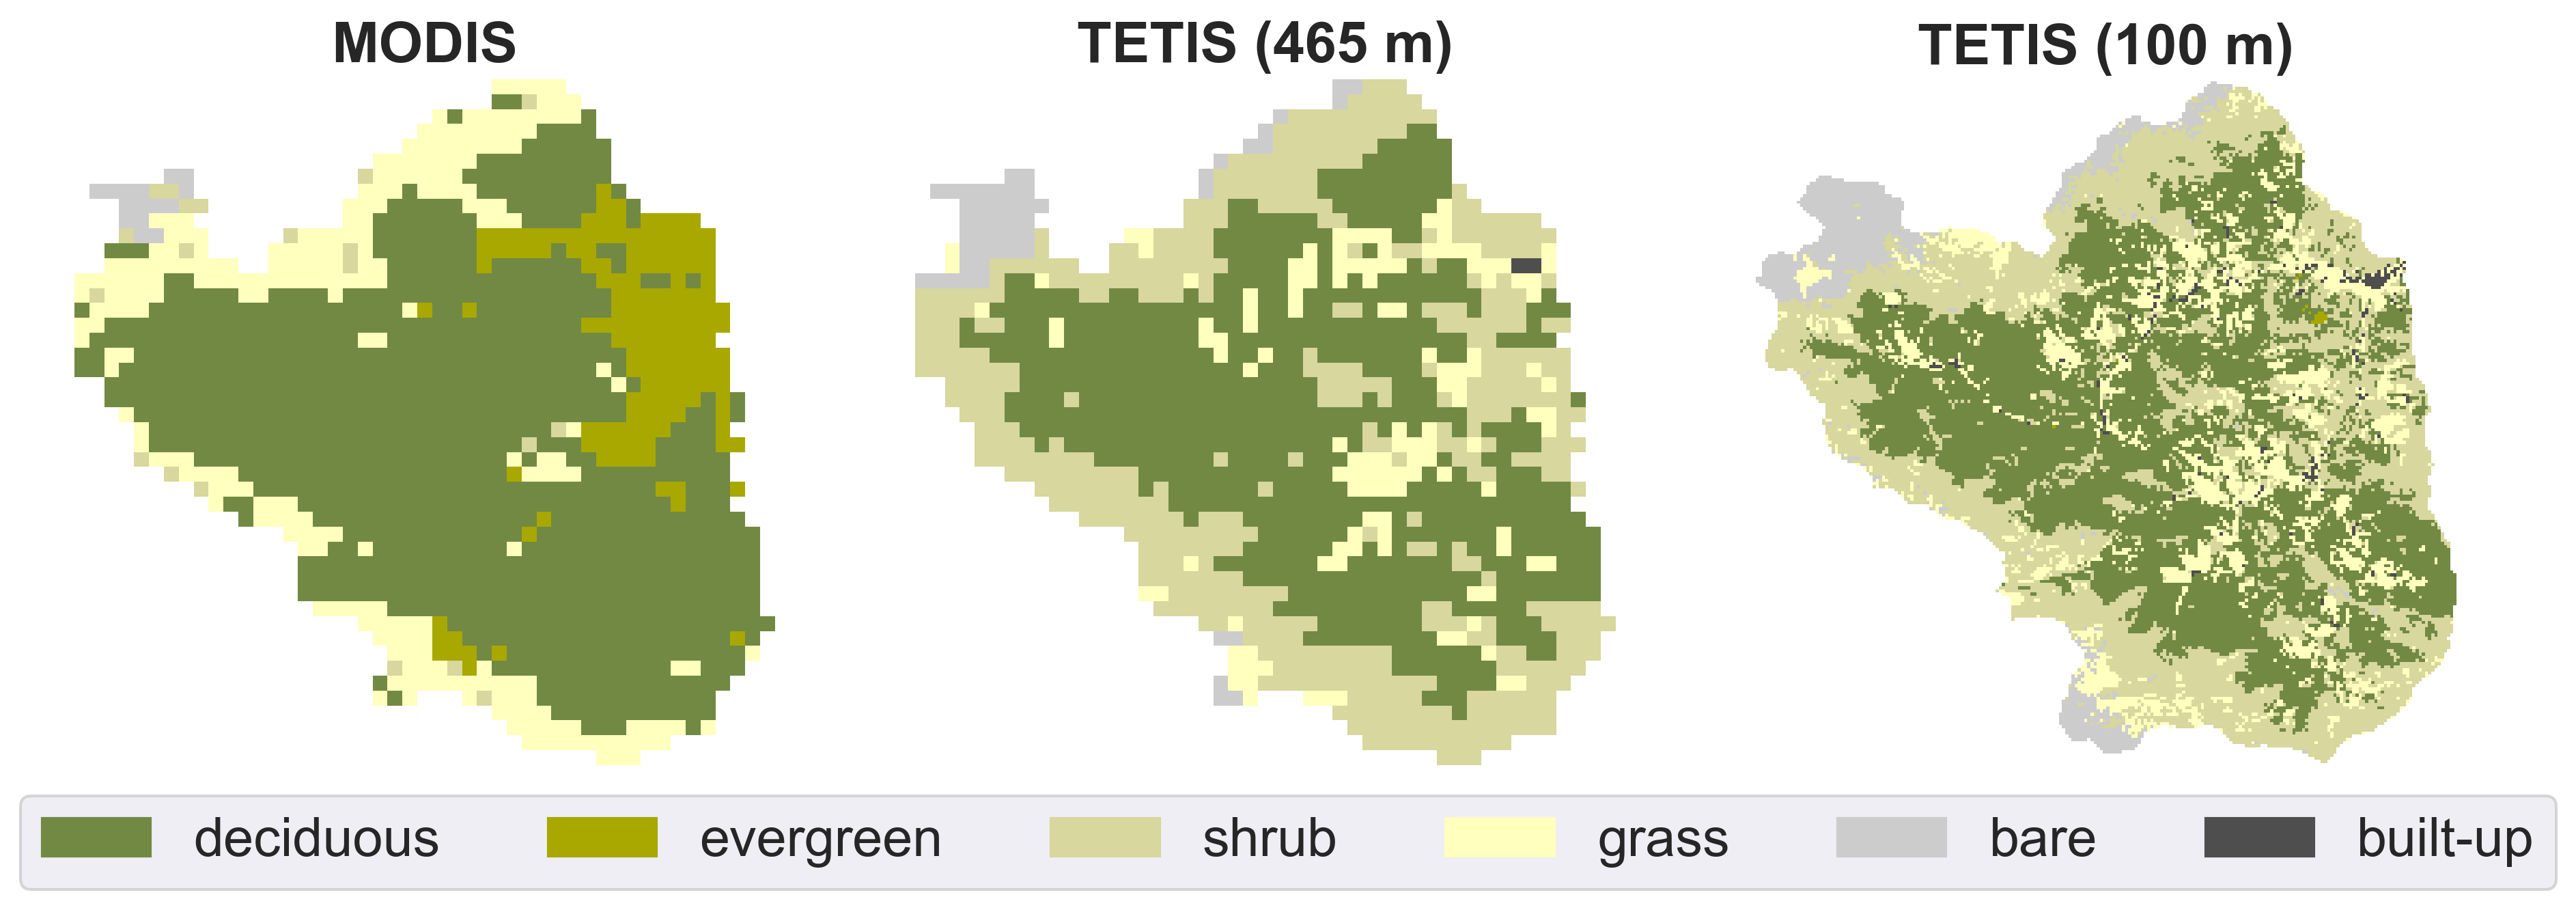 MODIS TETIS (465 m) TETIS (100 m)
deciduous evergreen shrub grass bare built-up